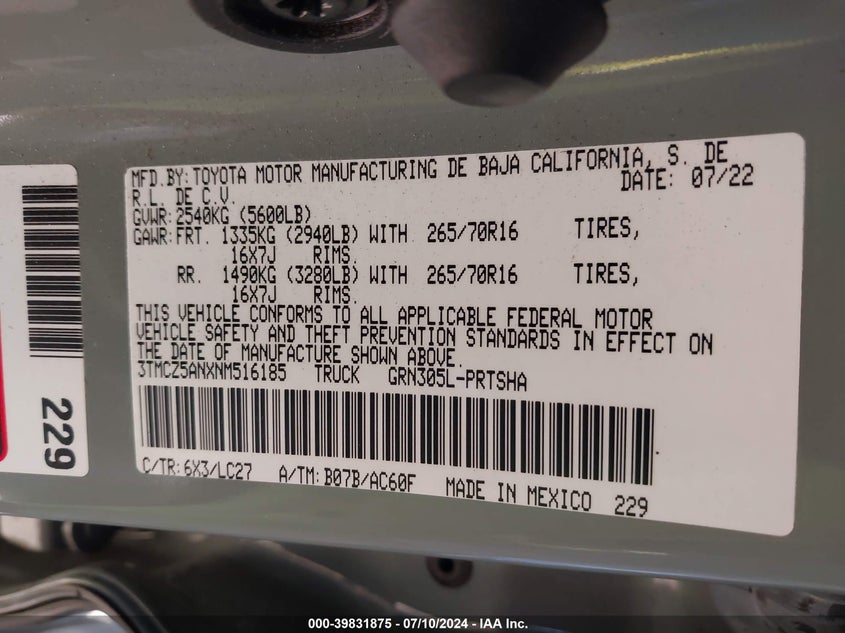 MFD.BY:TOYOTA MOTOR MANUFACTURING DE BAJA CALIFORNIA, S. DE
R.L. DE C.V. DATE: 07/22
GVWR:2540KG (5600LB)
GAWR:FRT. 1335KG (2940LB) WITH 265/70R16 TIRES,
16X7J RIMS.
RR. 1490KG (3280LB) WITH 265/70R16 TIRES,
16X7J RIMS.
THIS VEHICLE CONFORMS TO ALL APPLICABLE FEDERAL MOTOR
VEHICLE SAFETY AND THEFT PREVENTION STANDARDS IN EFFECT ON
THE DATE OF MANUFACTURE SHOWN ABOVE.
3TMCZ5ANXNM516185 TRUCK GRN305L-PRTSHA
C/TR:6X3/LC27 A/TM:B07B/AC60F MADE IN MEXICO 229
229
000-39831875 - 07/10/2024 - IAA Inc.